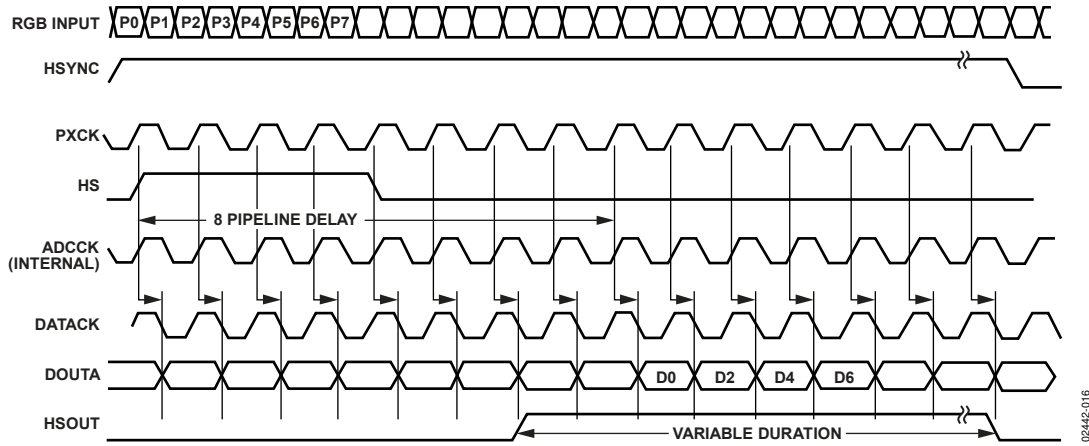 RGB INPUT P0 P1 P2 P3 P4 P5 P6 P7
HSYNC
PXCK
HS
8 PIPELINE DELAY
ADCCK
(INTERNAL)
DATACK
DOUTA D0 D2 D4 D6
HSOUT
VARIABLE DURATION
02442-016